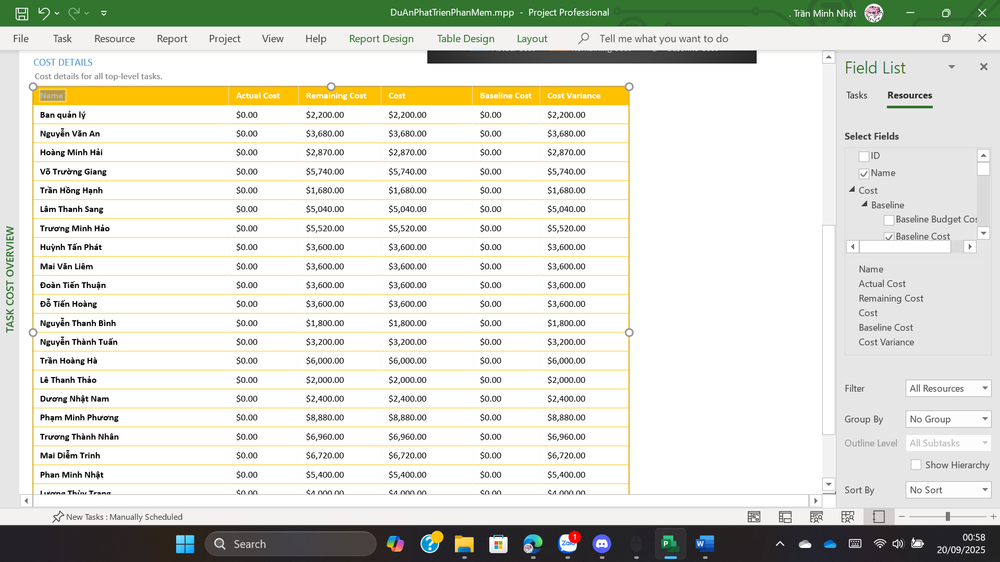 DuAnPhatTrienPhanMem.mpp - Project Professional
. Trần Minh Nhật
File Task Resource Report Project View Help Report Design Table Design Layout Tell me what you want to do
COST DETAILS
Cost details for all top-level tasks.
Name Actual Cost Remaining Cost Cost Baseline Cost Cost Variance
Ban quản lý $0.00 $2,200.00 $2,200.00 $0.00 $2,200.00
Nguyễn Văn An $0.00 $3,680.00 $3,680.00 $0.00 $3,680.00
Hoàng Minh Hải $0.00 $2,870.00 $2,870.00 $0.00 $2,870.00
Võ Trường Giang $0.00 $5,740.00 $5,740.00 $0.00 $5,740.00
Trần Hồng Hạnh $0.00 $1,680.00 $1,680.00 $0.00 $1,680.00
Lâm Thanh Sang $0.00 $5,040.00 $5,040.00 $0.00 $5,040.00
Trương Minh Hảo $0.00 $5,520.00 $5,520.00 $0.00 $5,520.00
Huỳnh Tấn Phát $0.00 $3,600.00 $3,600.00 $0.00 $3,600.00
Mai Văn Liêm $0.00 $3,600.00 $3,600.00 $0.00 $3,600.00
Đoàn Tiến Thuận $0.00 $3,600.00 $3,600.00 $0.00 $3,600.00
Đỗ Tiến Hoàng $0.00 $3,600.00 $3,600.00 $0.00 $3,600.00
Nguyễn Thanh Bình $0.00 $1,800.00 $1,800.00 $0.00 $1,800.00
Nguyễn Thành Tuấn $0.00 $3,200.00 $3,200.00 $0.00 $3,200.00
Trần Hoàng Hà $0.00 $6,000.00 $6,000.00 $0.00 $6,000.00
Lê Thanh Thảo $0.00 $2,000.00 $2,000.00 $0.00 $2,000.00
Dương Nhật Nam $0.00 $2,400.00 $2,400.00 $0.00 $2,400.00
Phạm Minh Phương $0.00 $8,880.00 $8,880.00 $0.00 $8,880.00
Trương Thành Nhân $0.00 $6,960.00 $6,960.00 $0.00 $6,960.00
Mai Diễm Trinh $0.00 $6,720.00 $6,720.00 $0.00 $6,720.00
Phan Minh Nhật $0.00 $5,400.00 $5,400.00 $0.00 $5,400.00
Lương Thùy Trang $0.00 $4,000.00 $4,000.00 $0.00 $4,000.00
TASK COST OVERVIEW
Field List
Tasks Resources
Select Fields
ID
Name
Cost
Baseline
Baseline Budget Cos
Baseline Cost
Name
Actual Cost
Remaining Cost
Cost
Baseline Cost
Cost Variance
Filter All Resources
Group By No Group
Outline Level All Subtasks
Show Hierarchy
Sort By No Sort
New Tasks : Manually Scheduled
Search
Zalo
1
00:58
20/09/2025